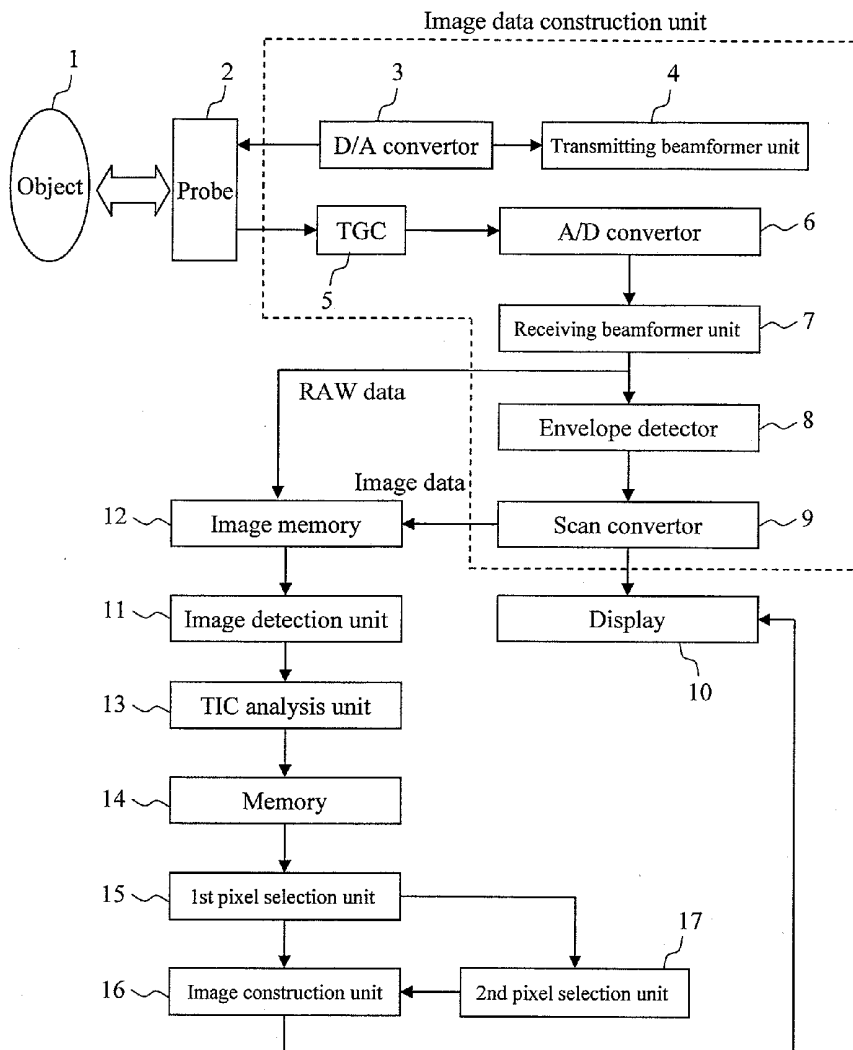 Image data construction unit
1
2
3
4
Object
Probe
D/A convertor
Transmitting beamformer unit
TGC
5
A/D convertor
6
Receiving beamformer unit
7
RAW data
Envelope detector
8
Image data
12
Image memory
Scan convertor
9
11
Image detection unit
Display
10
13
TIC analysis unit
14
Memory
15
1st pixel selection unit
17
16
Image construction unit
2nd pixel selection unit